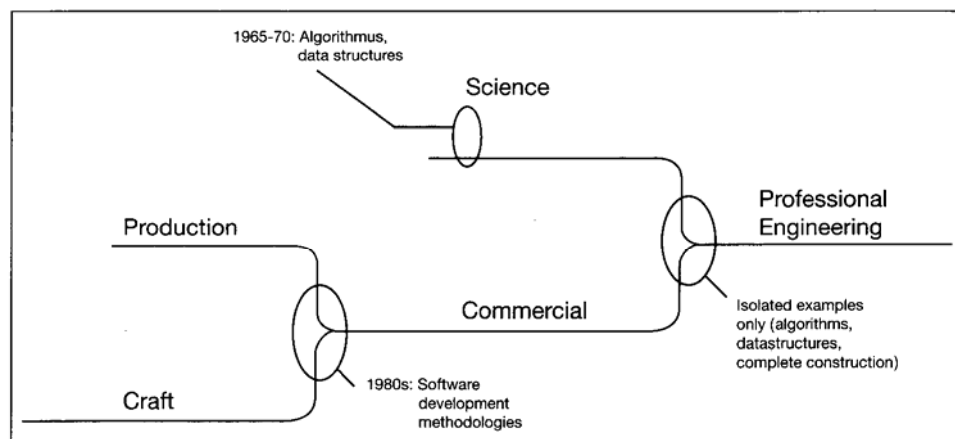 1965-70: Algorithmus,
data structures
Science
Production
Professional
Engineering
Commercial
Isolated examples
only (algorithms,
datastructures,
complete construction)
Craft
1980s: Software
development
methodologies